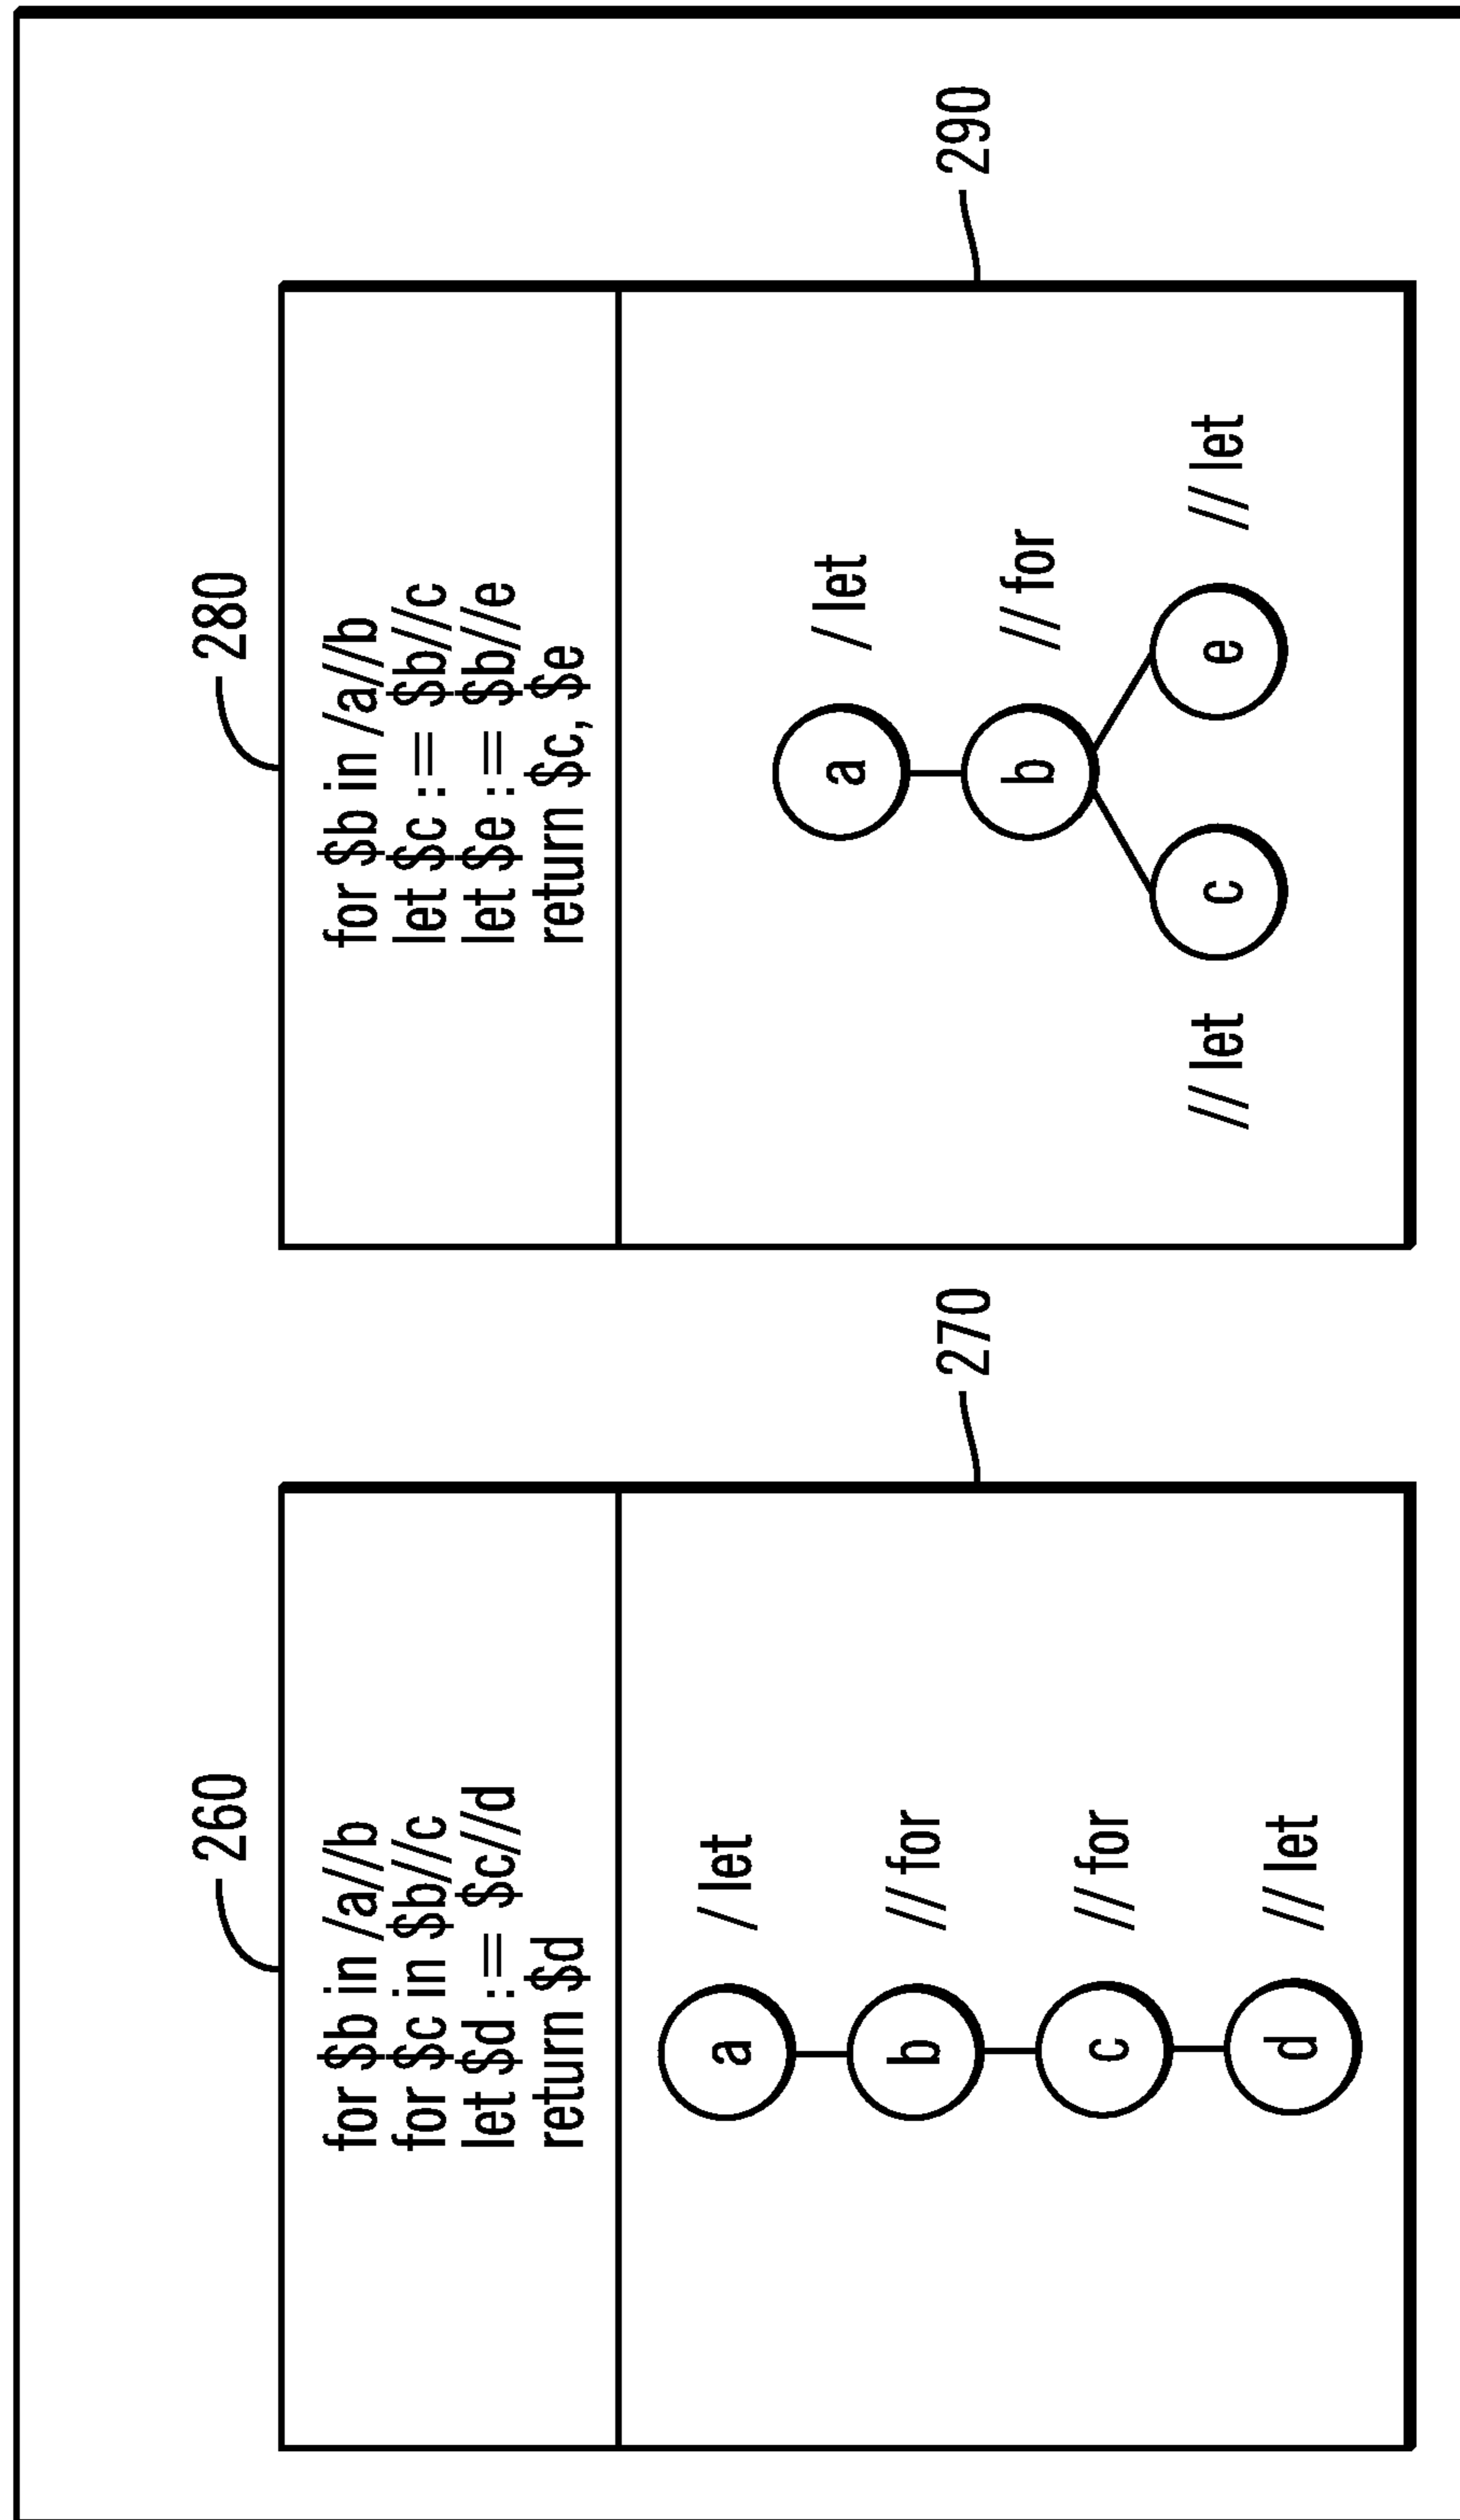 260
for $b in /a//b
for $c in $b//c
let $d := $c//d
return $d
270
a / let
b // for
c // for
d // let
280
for $b in /a//b
let $c := $b//c
let $e := $b//e
return $c, $e
290
a / let
b // for
// let c e // let